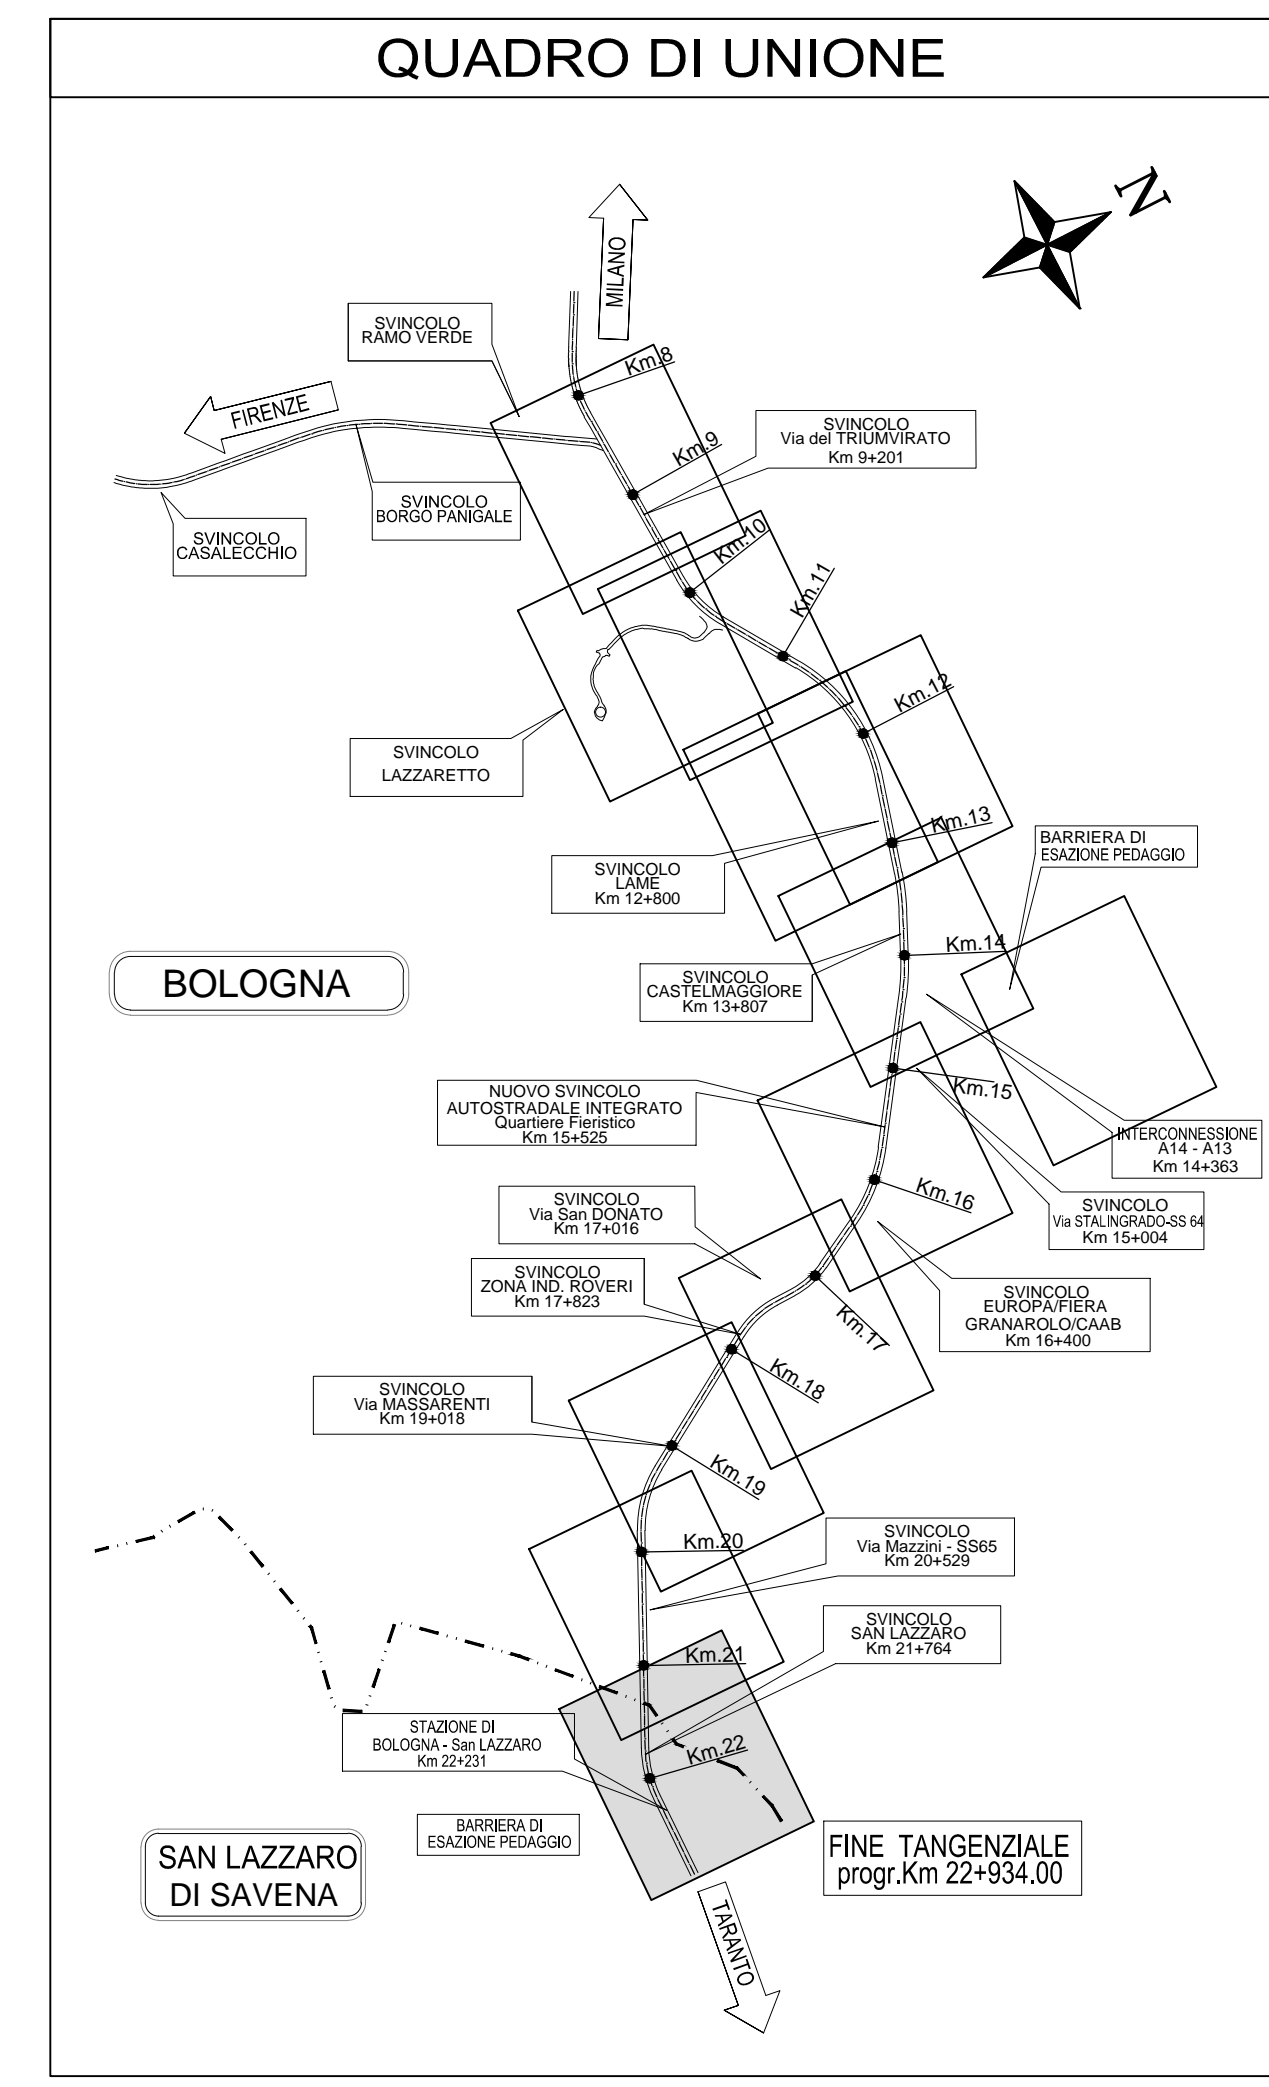 QUADRO DI UNIONE
N
MILANO
SVINCOLO
RAMO VERDE
Km.8
FIRENZE
SVINCOLO
Via del TRIUMVIRATO
Km 9+201
Km.9
SVINCOLO
BORGO PANIGALE
SVINCOLO
CASALECCHIO
Km.10
Km.11
Km.12
SVINCOLO
LAZZARETTO
Km.13
BARRIERA DI
ESAZIONE PEDAGGIO
SVINCOLO
LAME
Km 12+800
Km.14
BOLOGNA
SVINCOLO
CASTELMAGGIORE
Km 13+807
Km.15
NUOVO SVINCOLO
AUTOSTRADALE INTEGRATO
Quartiere Fieristico
Km 15+525
INTERCONNESSIONE
A14 - A13
Km 14+363
Km.16
SVINCOLO
Via San DONATO
Km 17+016
SVINCOLO
Via STALINGRADO-SS 64
Km 15+004
SVINCOLO
ZONA IND. ROVERI
Km 17+823
SVINCOLO
EUROPA/FIERA
GRANAROLO/CAAB
Km 16+400
Km.17
Km.18
SVINCOLO
Via MASSARENTI
Km 19+018
Km.19
Km.20
SVINCOLO
Via Mazzini - SS65
Km 20+529
SVINCOLO
SAN LAZZARO
Km 21+764
Km.21
STAZIONE DI
BOLOGNA - San LAZZARO
Km 22+231
Km.22
BARRIERA DI
ESAZIONE PEDAGGIO
FINE TANGENZIALE
progr.Km 22+934.00
SAN LAZZARO
DI SAVENA
TARANTO